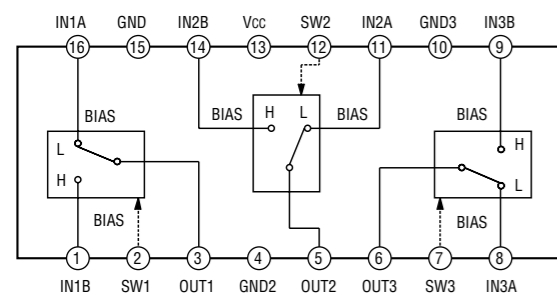 IN1A GND IN2B Vcc SW2 IN2A GND3 IN3B
16 15 14 13 12 11 10 9
BIAS BIAS H L BIAS BIAS
L H
H L
BIAS BIAS
1 2 3 4 5 6 7 8
IN1B SW1 OUT1 GND2 OUT2 OUT3 SW3 IN3A